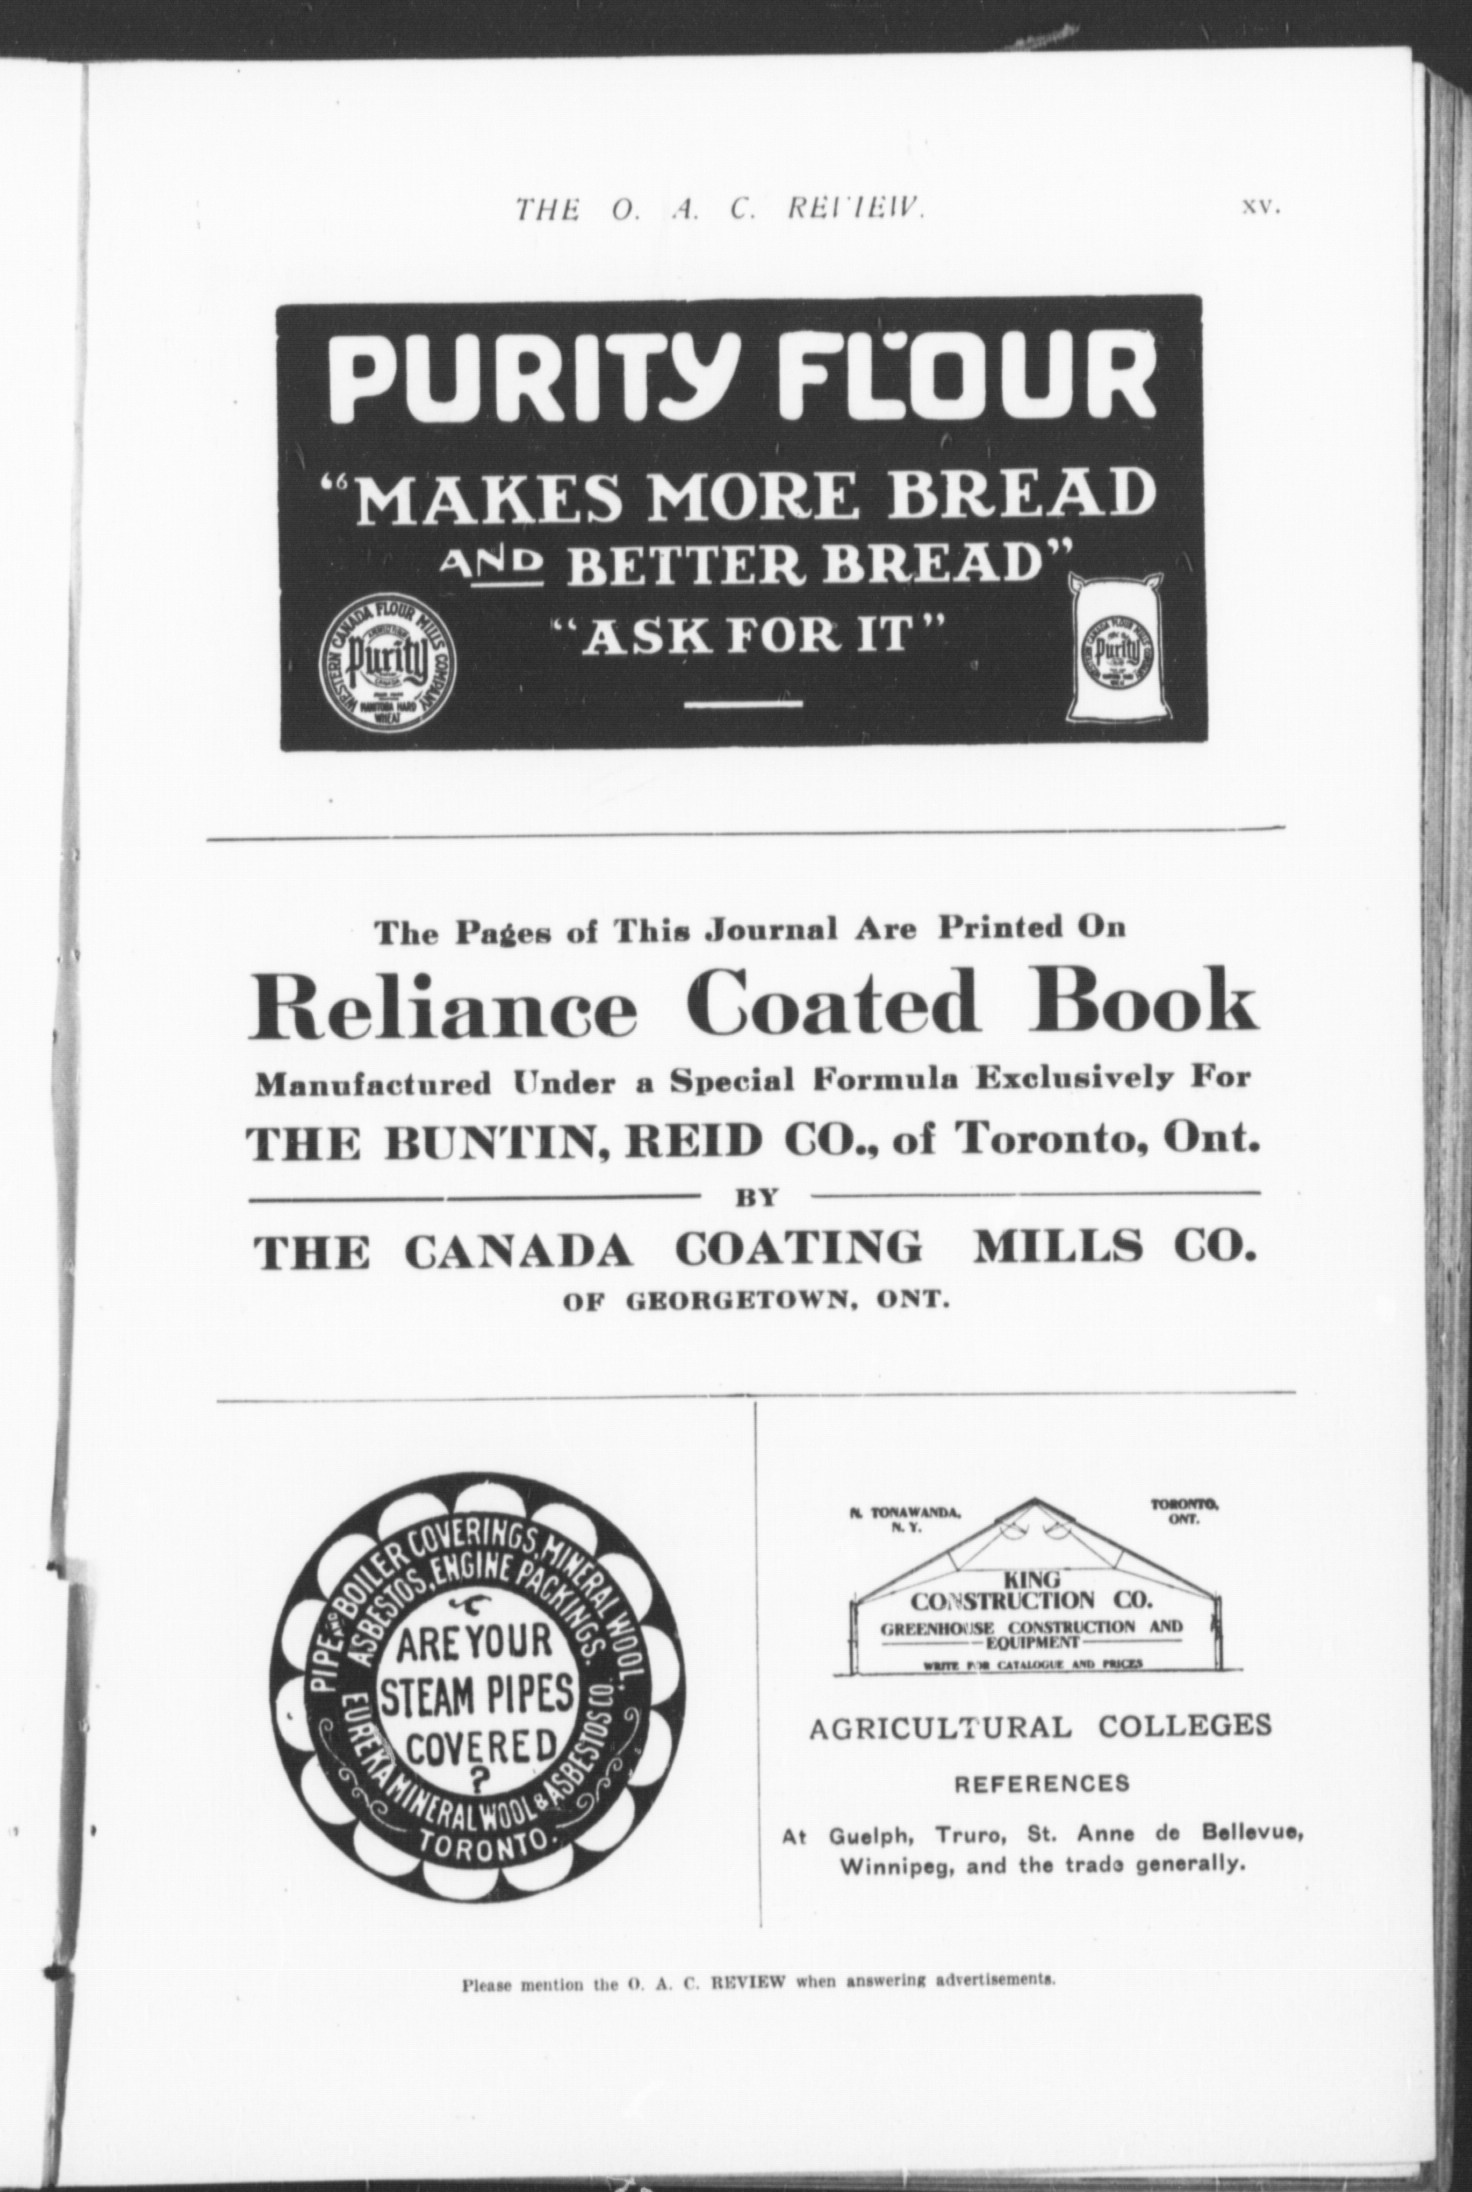 THE O. A. C. REVIEW.
xv.
PURITY FLOUR
"MAKES MORE BREAD
AND BETTER BREAD"
"ASK FOR IT"
WESTERN CANADA FLOUR MILLS COMPANY
Purity
CANADA
MANITOBA HARD
WHEAT
Purity
The Pages of This Journal Are Printed On
Reliance Coated Book
Manufactured Under a Special Formula Exclusively For
THE BUNTIN, REID CO., of Toronto, Ont.
BY
THE CANADA COATING MILLS CO.
OF GEORGETOWN, ONT.
PIPE AND BOILER COVERINGS, MINERAL WOOL,
ASBESTOS, ENGINE PACKINGS.
ARE YOUR
STEAM PIPES
COVERED
?
EUREKA MINERAL WOOL & ASBESTOS CO.
TORONTO.
N. TONAWANDA,
N. Y.
TORONTO,
ONT.
KING
CONSTRUCTION CO.
GREENHOUSE CONSTRUCTION AND
EQUIPMENT
WRITE FOR CATALOGUE AND PRICES
AGRICULTURAL COLLEGES
REFERENCES
At Guelph, Truro, St. Anne de Bellevue,
Winnipeg, and the trade generally.
Please mention the O. A. C. REVIEW when answering advertisements.